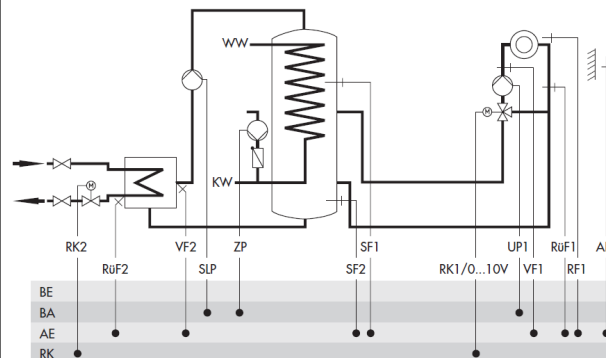 WW
M
KW
M
RK2 VF2 ZP SF1 UP1 RüF1
RüF2 SLP SF2 RK1/0...10V VF1 RF1
BE
BA
AE
RK